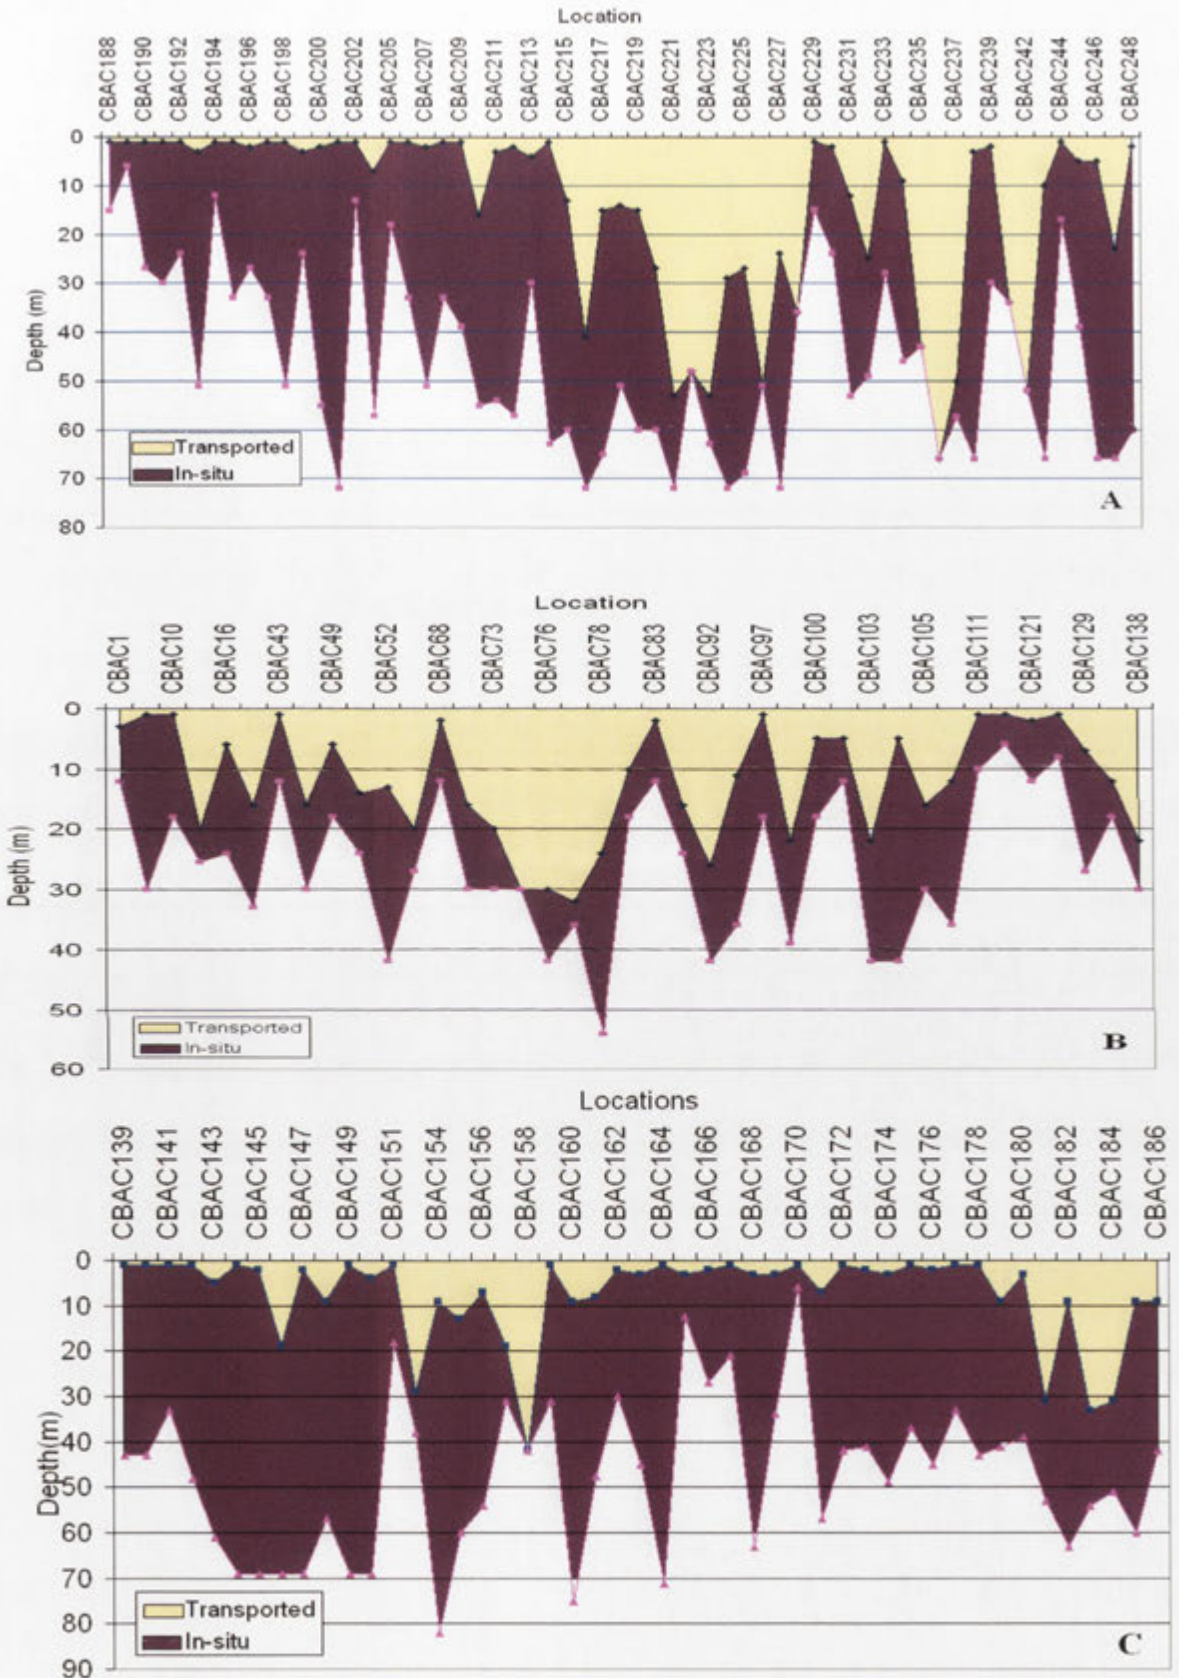 Location
CBAC188 CBAC190 CBAC192 CBAC194 CBAC196 CBAC198 CBAC200 CBAC202 CBAC205 CBAC207 CBAC209 CBAC211 CBAC213 CBAC215 CBAC217 CBAC219 CBAC221 CBAC223 CBAC225 CBAC227 CBAC229 CBAC231 CBAC233 CBAC235 CBAC237 CBAC239 CBAC242 CBAC244 CBAC246 CBAC248
0
10
20
30
40
50
60
70
80
Depth (m)
Transported
In-situ
A
Location
CBAC1 CBAC10 CBAC16 CBAC43 CBAC49 CBAC52 CBAC68 CBAC73 CBAC76 CBAC78 CBAC83 CBAC92 CBAC97 CBAC100 CBAC103 CBAC105 CBAC111 CBAC121 CBAC129 CBAC138
0
10
20
30
40
50
60
Depth (m)
Transported
In-situ
B
Locations
CBAC139 CBAC141 CBAC143 CBAC145 CBAC147 CBAC149 CBAC151 CBAC154 CBAC156 CBAC158 CBAC160 CBAC162 CBAC164 CBAC166 CBAC168 CBAC170 CBAC172 CBAC174 CBAC176 CBAC178 CBAC180 CBAC182 CBAC184 CBAC186
0
10
20
30
40
50
60
70
80
90
Depth(m)
Transported
In-situ
C